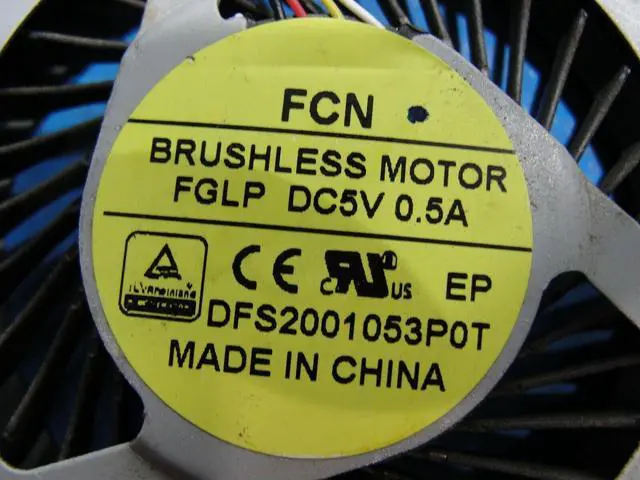 FCN
BRUSHLESS MOTOR
FGLP DC5V 0.5A
CE c us EP
DFS2001053P0T
MADE IN CHINA